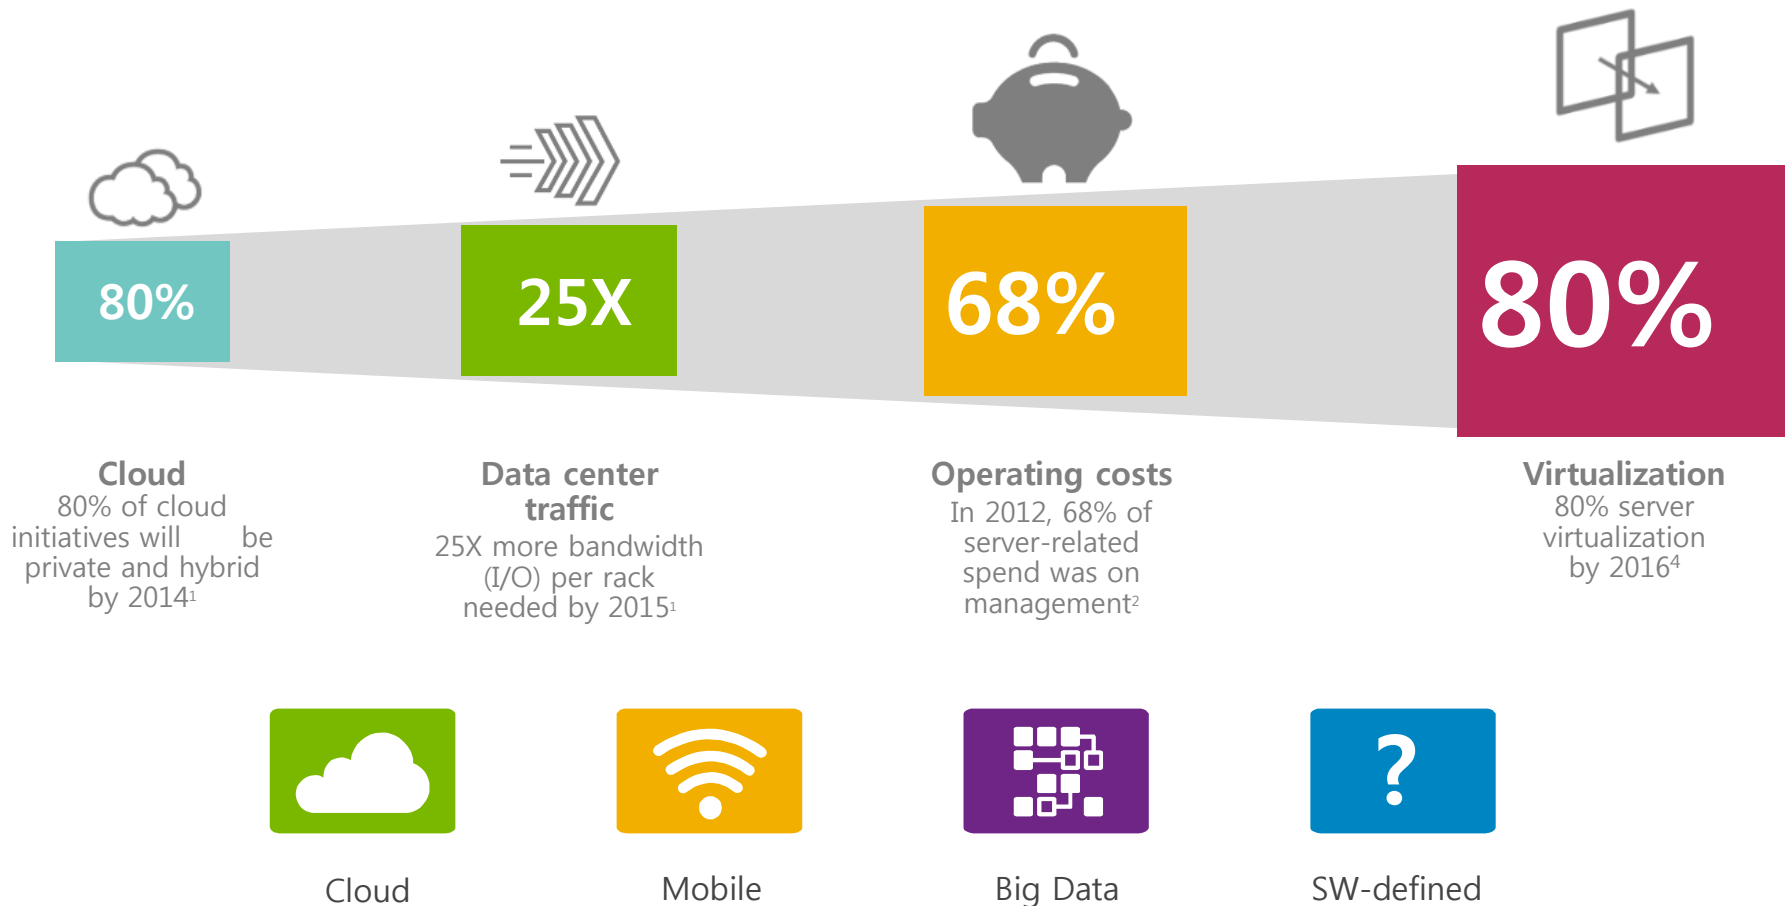 80%
25X
68%
80%
Cloud
80% of cloud
initiatives will be
private and hybrid
by 2014¹
Data center
traffic
25X more bandwidth
(I/O) per rack
needed by 2015¹
Operating costs
In 2012, 68% of
server-related
spend was on
management²
Virtualization
80% server
virtualization
by 2016⁴
?
Cloud
Mobile
Big Data
SW-defined